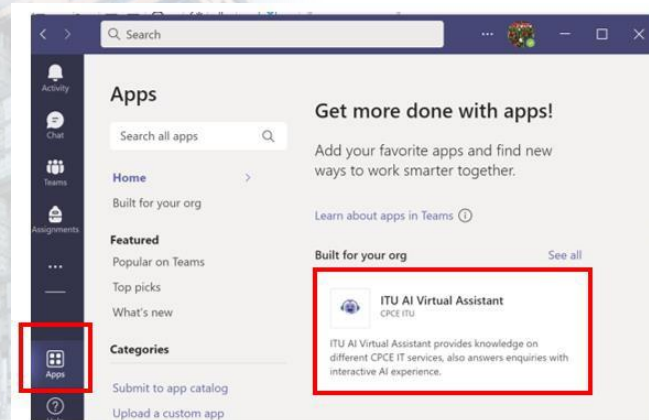 Search
Activity
Chat
Teams
Assignments
Apps
Apps
Search all apps
Home
Built for your org
Featured
Popular on Teams
Top picks
What's new
Categories
Submit to app catalog
Upload a custom app
Get more done with apps!
Add your favorite apps and find new
ways to work smarter together.
Learn about apps in Teams
Built for your org
See all
ITU AI Virtual Assistant
CPCE ITU
ITU AI Virtual Assistant provides knowledge on
different CPCE IT services, also answers enquiries with
interactive AI experience.